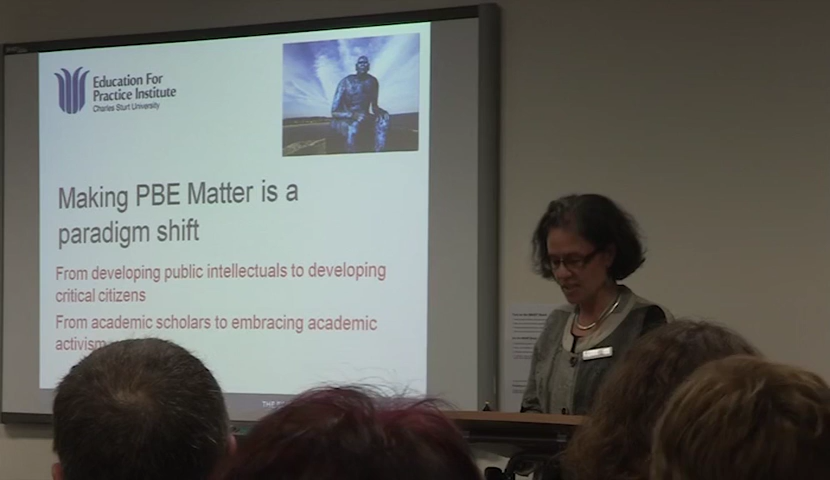 Education For
Practice Institute
Charles Sturt University
Making PBE Matter is a
paradigm shift
From developing public intellectuals to developing
critical citizens
From academic scholars to embracing academic
activism